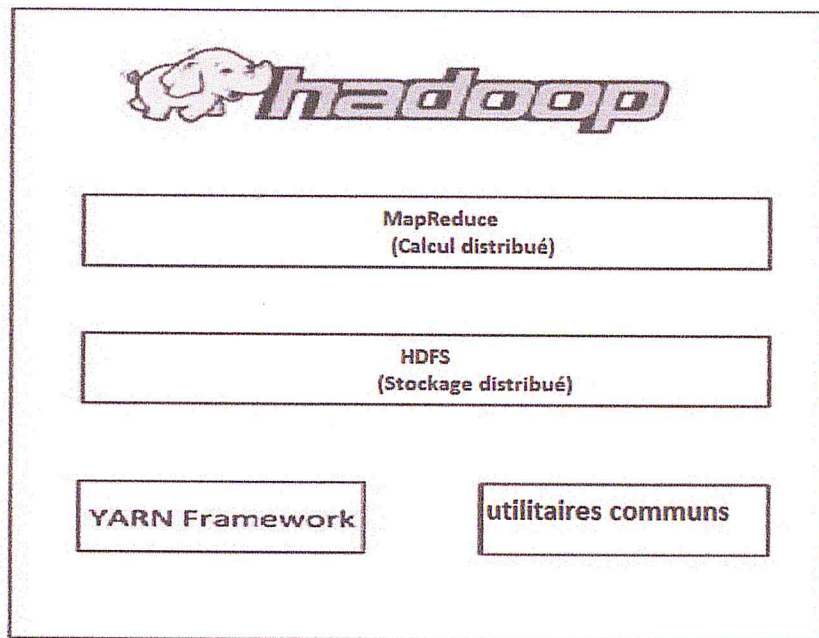 hadoop
MapReduce
(Calcul distribué)
HDFS
(Stockage distribué)
YARN Framework
utilitaires communs